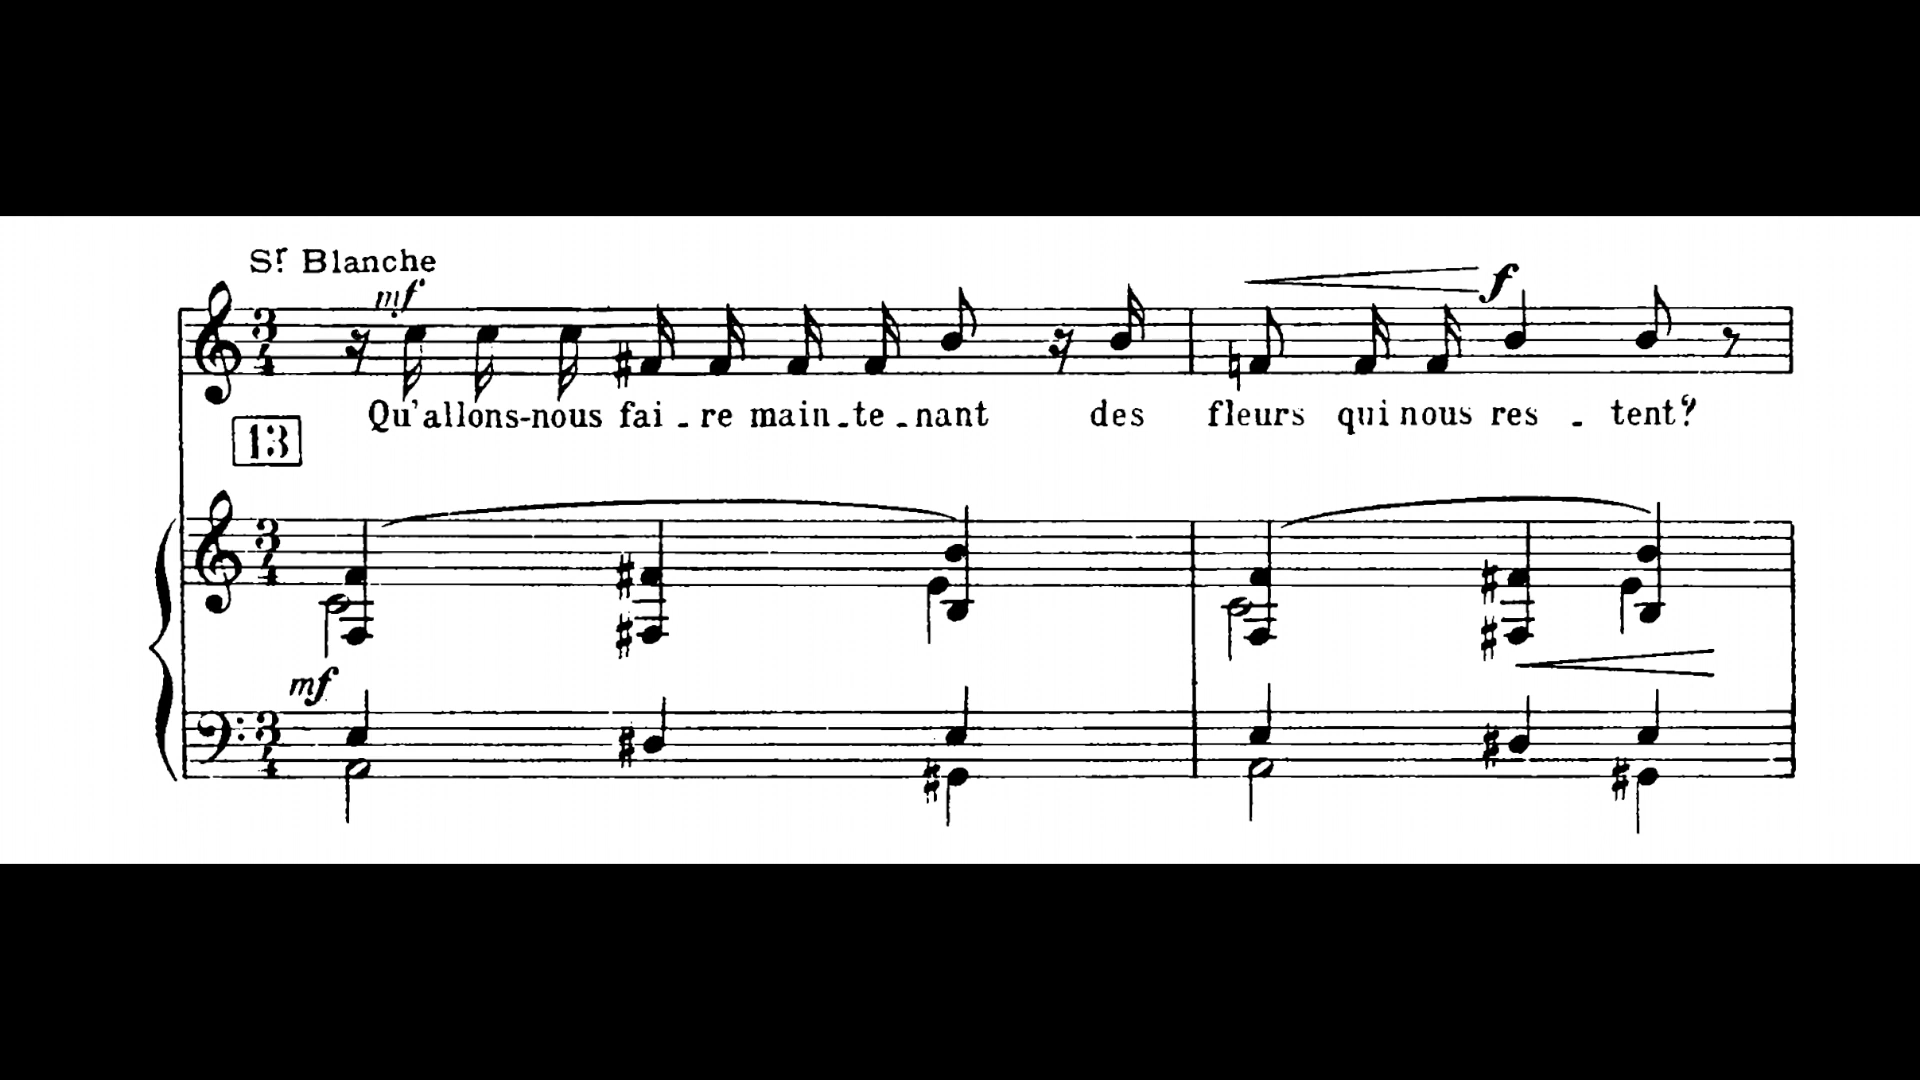 Sr Blanche
mf
f
Qu'allons-nous fai - re main - te - nant des fleurs qui nous res - tent?
13
mf